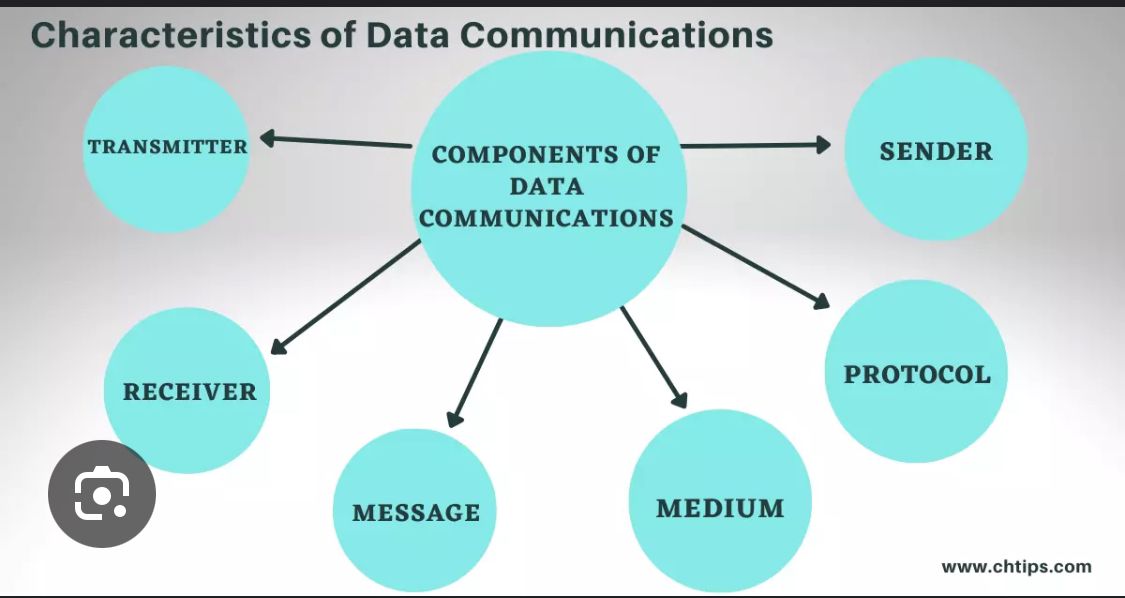 Characteristics of Data Communications
TRANSMITTER
COMPONENTS OF
DATA
COMMUNICATIONS
SENDER
RECEIVER
PROTOCOL
MESSAGE
MEDIUM
www.chtips.com